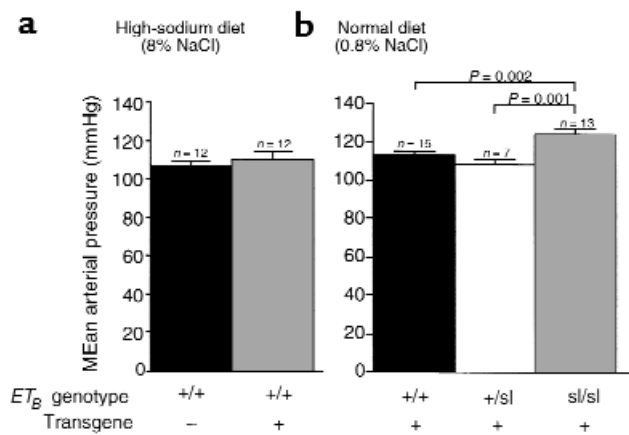 a
High-sodium diet
(8% NaCl)
b
Normal diet
(0.8% NaCl)
P = 0.002
P = 0.001
MEan arterial pressure (mmHg)
140
120
100
80
60
40
20
0
n = 12
n = 12
140
120
100
80
60
40
20
0
n = 15
n = 7
n = 13
ET_B genotype +/+ +/+ +/+ +/sl sl/sl
Transgene – + + + +